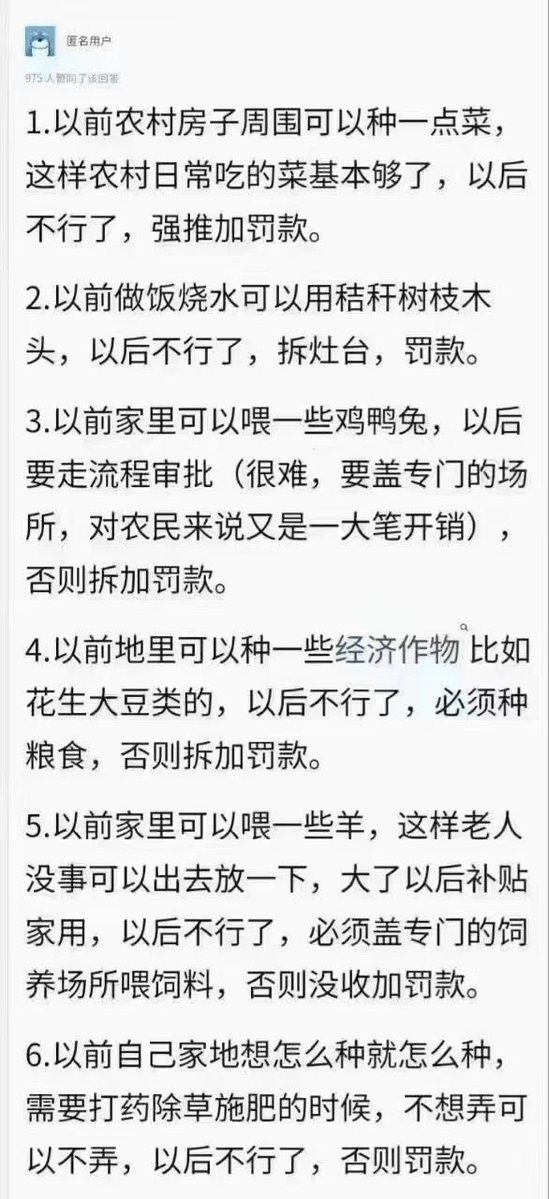 匿名用户
975 人赞同了该回答
1.以前农村房子周围可以种一点菜，
这样农村日常吃的菜基本够了，以后
不行了，强推加罚款。
2.以前做饭烧水可以用秸秆树枝木
头，以后不行了，拆灶台，罚款。
3.以前家里可以喂一些鸡鸭兔，以后
要走流程审批（很难，要盖专门的场
所，对农民来说又是一大笔开销），
否则拆加罚款。
4.以前地里可以种一些经济作物 比如
花生大豆类的，以后不行了，必须种
粮食，否则拆加罚款。
5.以前家里可以喂一些羊，这样老人
没事可以出去放一下，大了以后补贴
家用，以后不行了，必须盖专门的饲
养场所喂饲料，否则没收加罚款。
6.以前自己家地想怎么种就怎么种，
需要打药除草施肥的时候，不想弄可
以不弄，以后不行了，否则罚款。